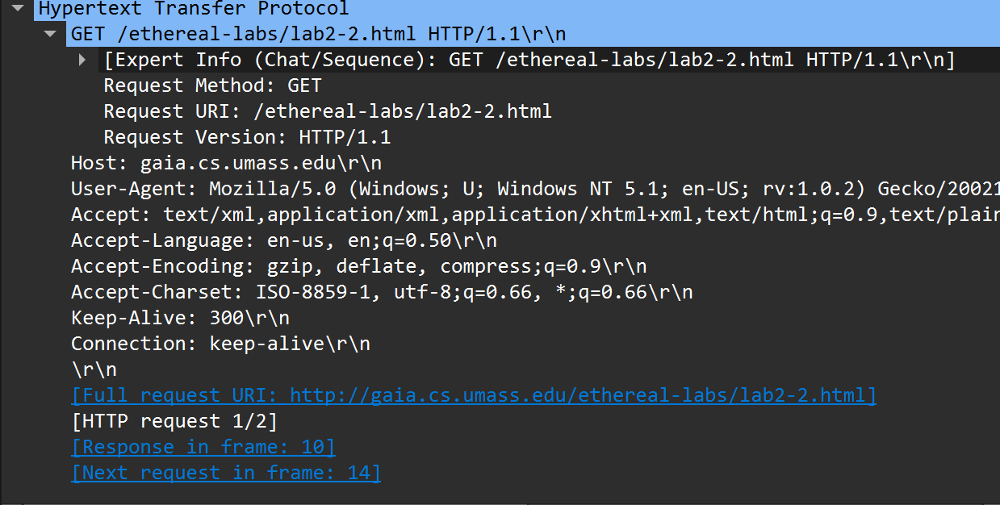 Hypertext Transfer Protocol
GET /ethereal-labs/lab2-2.html HTTP/1.1\r\n
[Expert Info (Chat/Sequence): GET /ethereal-labs/lab2-2.html HTTP/1.1\r\n]
Request Method: GET
Request URI: /ethereal-labs/lab2-2.html
Request Version: HTTP/1.1
Host: gaia.cs.umass.edu\r\n
User-Agent: Mozilla/5.0 (Windows; U; Windows NT 5.1; en-US; rv:1.0.2) Gecko/20021
Accept: text/xml,application/xml,application/xhtml+xml,text/html;q=0.9,text/plain
Accept-Language: en-us, en;q=0.50\r\n
Accept-Encoding: gzip, deflate, compress;q=0.9\r\n
Accept-Charset: ISO-8859-1, utf-8;q=0.66, *;q=0.66\r\n
Keep-Alive: 300\r\n
Connection: keep-alive\r\n
\r\n
[Full request URI: http://gaia.cs.umass.edu/ethereal-labs/lab2-2.html]
[HTTP request 1/2]
[Response in frame: 10]
[Next request in frame: 14]